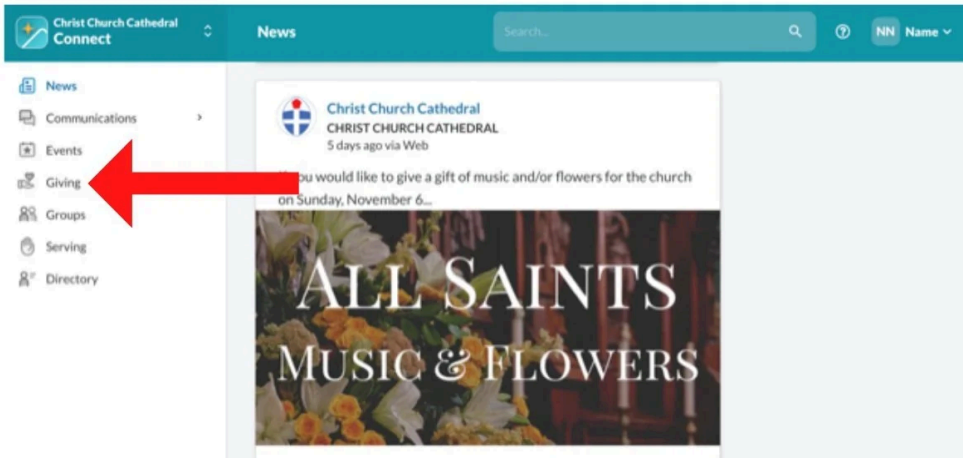 Christ Church Cathedral
Connect
News
Search...
NN Name
News
Communications
Events
Giving
Groups
Serving
Directory
Christ Church Cathedral
CHRIST CHURCH CATHEDRAL
5 days ago via Web
you would like to give a gift of music and/or flowers for the church
on Sunday, November 6...
ALL SAINTS
MUSIC & FLOWERS